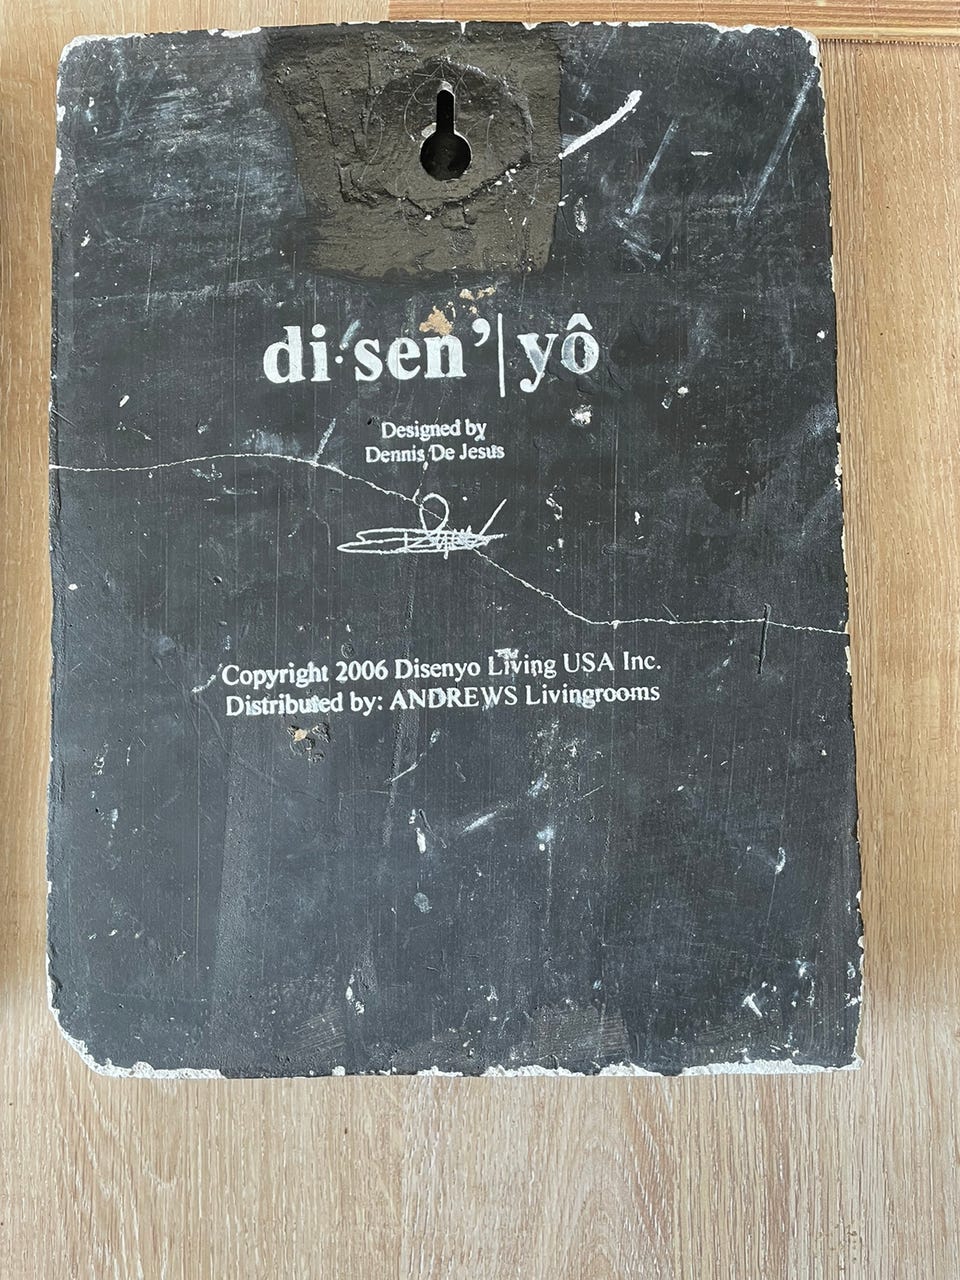 di·sen’|yô
Designed by
Dennis De Jesus
Copyright 2006 Disenyo Living USA Inc.
Distributed by: ANDREWS Livingrooms